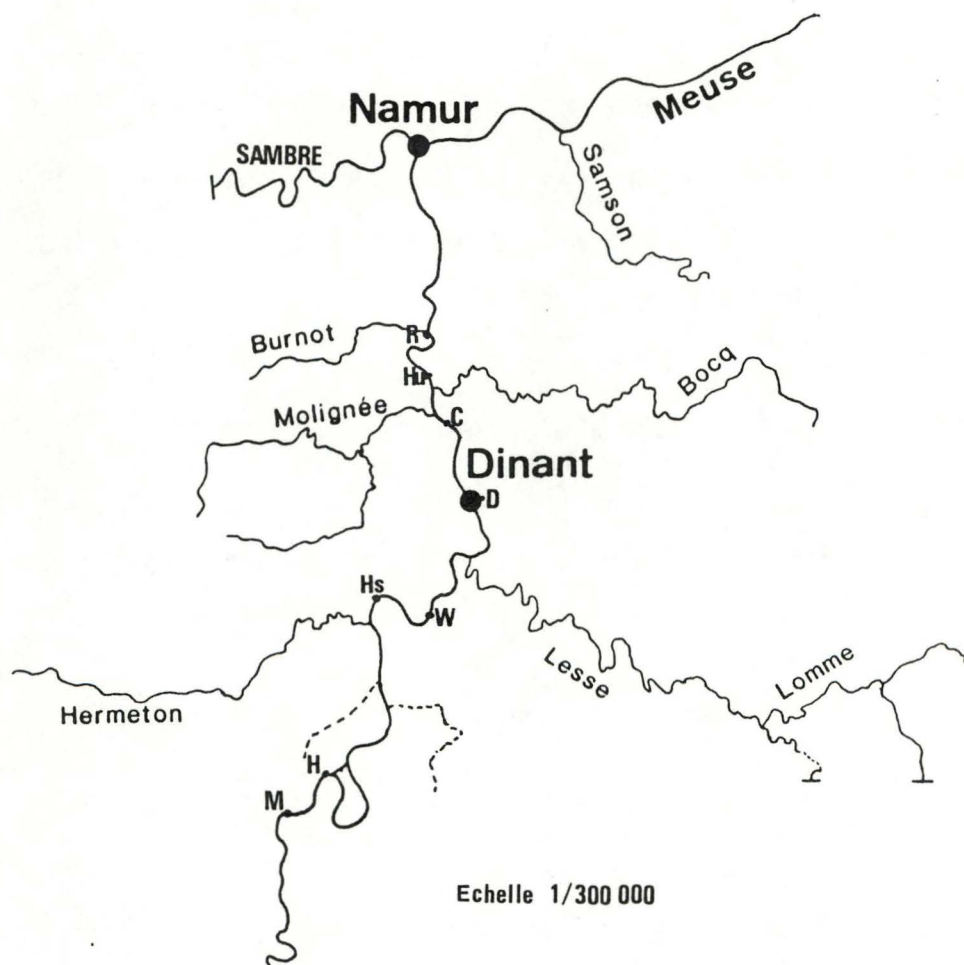 Meuse
Namur
SAMBRE
Samson
Burnot
R
Hu
Bocq
Molignée
C
Dinant
D
Hs
W
Lesse
Lomme
Hermeton
H
M
Echelle 1/300 000